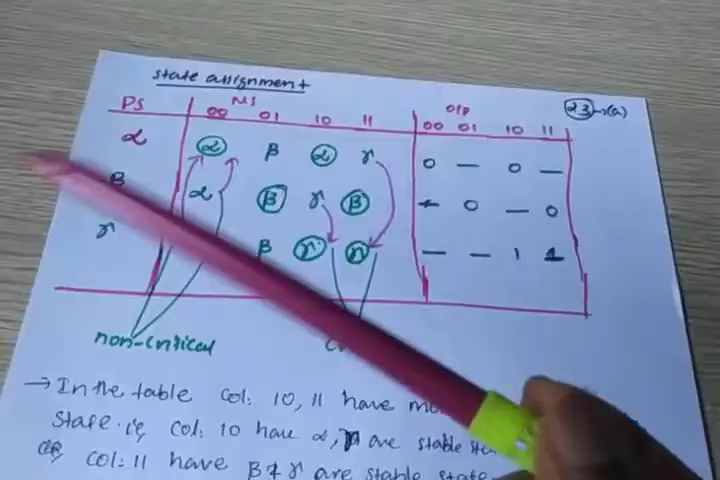 state assignment
PS NS O/P 23→(a)
00 01 10 11 00 01 10 11
α α β α γ 0 — 0 —
β α β γ β — 0 — 0
γ β γ γ — — 1 1
non-critical
→ In the table col: 10, 11 have
state i.e, col: 10 have α, γ are stable
col: 11 have β & γ are stable state